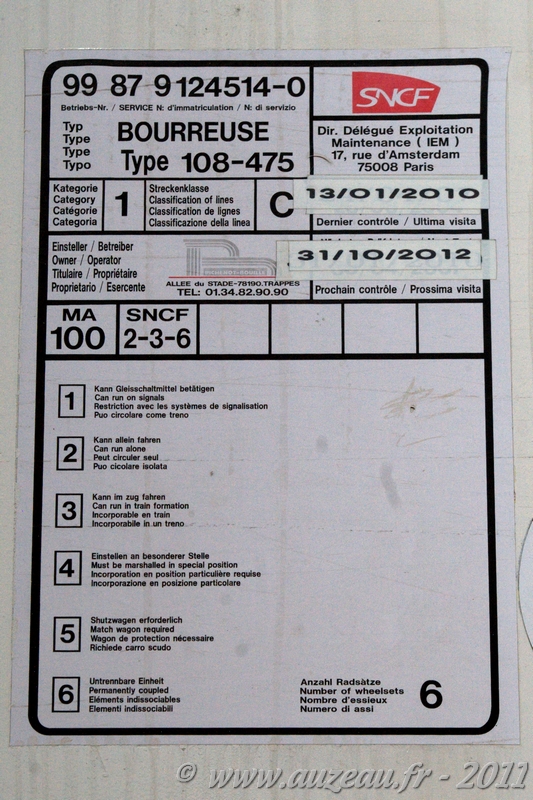 99 87 9 124514-0
Betriebs-Nr. / SERVICE N: d'immatriculation / N: di servizio
SNCF
Typ
Type
Type
Typo
BOURREUSE
Type 108-475
Dir. Délégué Exploitation
Maintenance ( IEM )
17, rue d'Amsterdam
75008 Paris
Kategorie
Category
Catégorie
Categoria
1
Streckenklasse
Classification of lines
Classification de lignes
Classificazione della linea
C
13/01/2010
Dernier contrôle / Ultima visita
Einsteller / Betreiber
Owner / Operator
Titulaire / Propriétaire
Proprietario / Esercente
ALLEE du STADE-78190.TRAPPES
TEL: 01.34.82.90.90
31/10/2012
Prochain contrôle / Prossima visita
MA
100
SNCF
2-3-6
1
Kann Gleisschaltmittel betätigen
Can run on signals
Restriction avec les systèmes de signalisation
Puo circolare come treno
2
Kann allein fahren
Can run alone
Peut circuler seul
Puo cicolare isolata
3
Kann im zug fahren
Can run in train formation
Incorporable en train
Incorporabile in un treno
4
Einstellen an besonderer Stelle
Must be marshalled in special position
Incorporation en position particulière requise
Incorporazione en posizione particolare
5
Shutzwagen erforderlich
Match wagon required
Wagon de protection nécessaire
Richiede carro scudo
6
Untrennbare Einheit
Permanently coupled
Eléments indissociables
Elementi indissociabili
Anzahl Radsàtze
Number of wheelsets
Nombre d'essieux
Numero di assi
6
© www.auzeau.fr - 2011